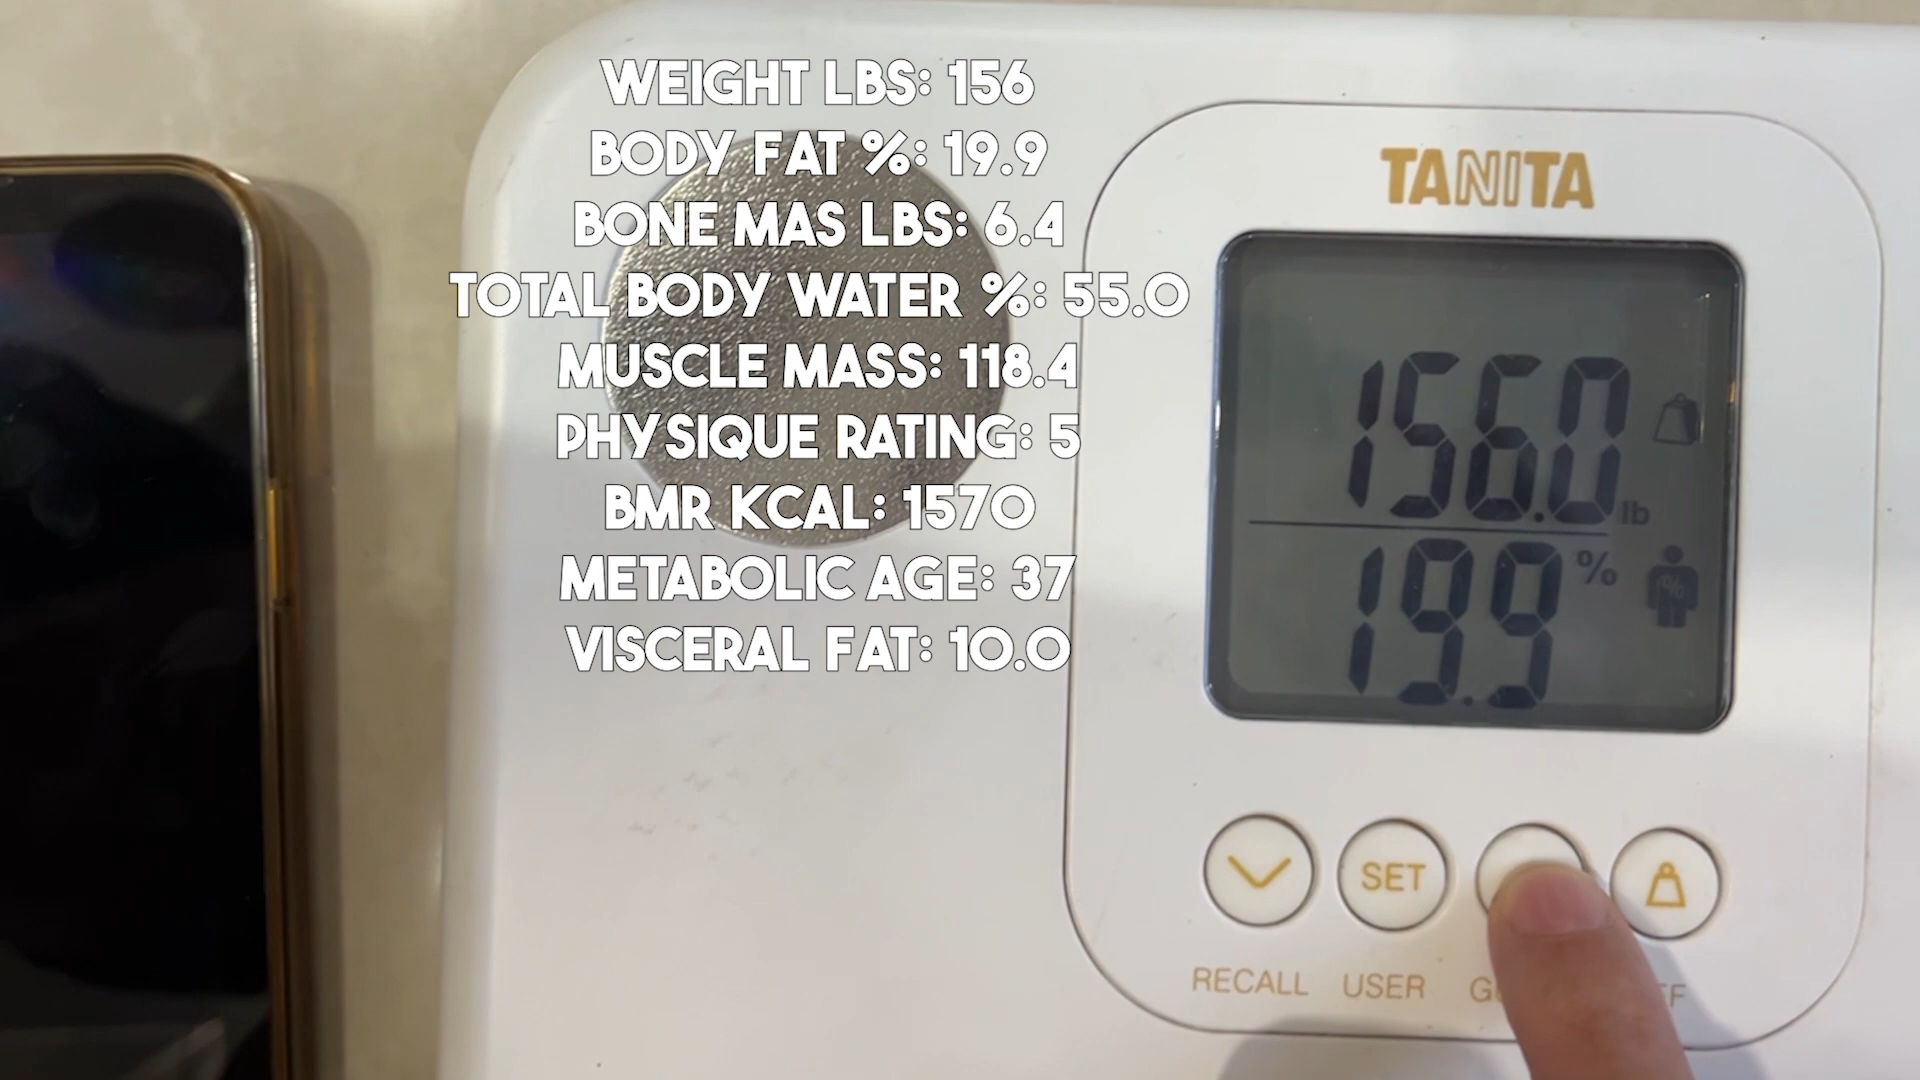 WEIGHT LBS: 156
BODY FAT %: 19.9
BONE MAS LBS: 6.4
TOTAL BODY WATER %: 55.0
MUSCLE MASS: 118.4
PHYSIQUE RATING: 5
BMR KCAL: 1570
METABOLIC AGE: 37
VISCERAL FAT: 10.0
TANITA
156.0 lb
19.9 %
%
SET
RECALL USER